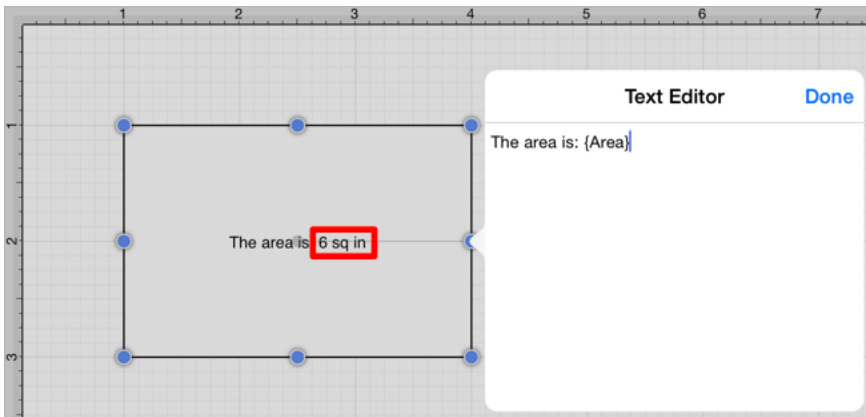 1 2 3 4 5 6 7
Text Editor Done
1
The area is: {Area}
2
The area is: 6 sq in
3